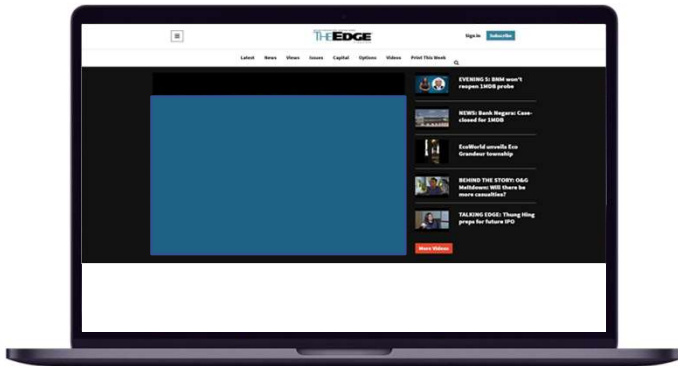 THE EDGE
Sign in
Subscribe
Latest News Views Issues Capital Options Videos Print This Week
EVENING 5: BNM won't
reopen 1MDB probe
NEWS: Bank Negara: Case-
closed for 1MDB
EcoWorld unveils Eco
Grandeur township
BEHIND THE STORY: O&G
Meltdown: Will there be
more casualties?
TALKING EDGE: Thung Hing
preps for future IPO
More Videos